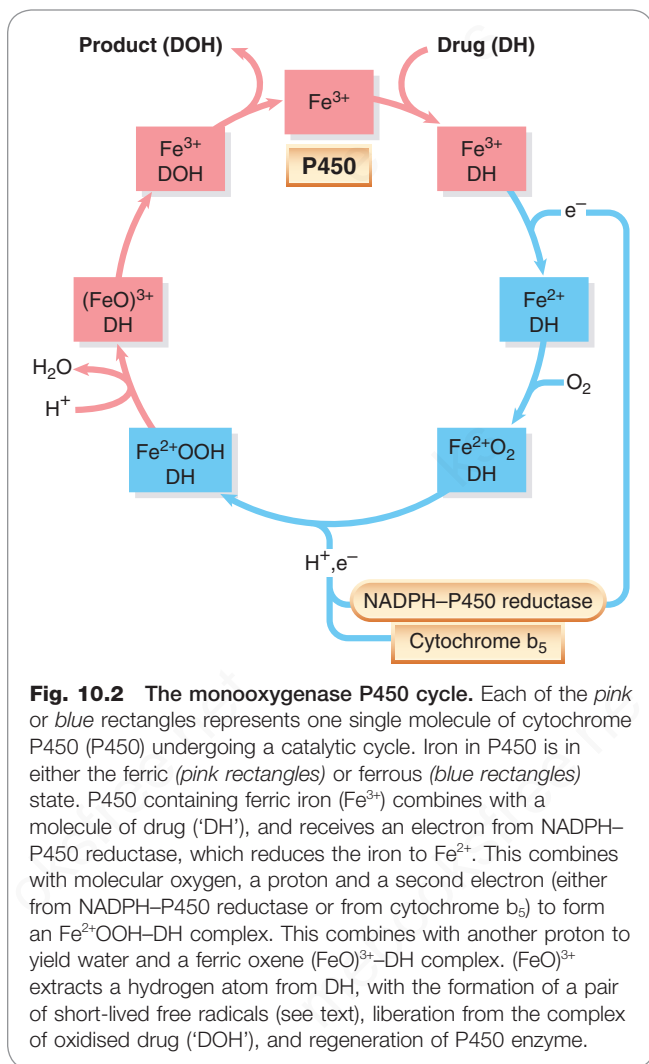 Product (DOH)
Drug (DH)
Fe³⁺
P450
Fe³⁺
DH
e⁻
Fe²⁺
DH
O₂
Fe²⁺O₂
DH
H⁺,e⁻
NADPH–P450 reductase
Cytochrome b₅
Fe²⁺OOH
DH
H⁺
H₂O
(FeO)³⁺
DH
Fe³⁺
DOH
Fig. 10.2 The monooxygenase P450 cycle. Each of the pink
or blue rectangles represents one single molecule of cytochrome
P450 (P450) undergoing a catalytic cycle. Iron in P450 is in
either the ferric (pink rectangles) or ferrous (blue rectangles)
state. P450 containing ferric iron (Fe³⁺) combines with a
molecule of drug (‘DH’), and receives an electron from NADPH–
P450 reductase, which reduces the iron to Fe²⁺. This combines
with molecular oxygen, a proton and a second electron (either
from NADPH–P450 reductase or from cytochrome b₅) to form
an Fe²⁺OOH–DH complex. This combines with another proton to
yield water and a ferric oxene (FeO)³⁺–DH complex. (FeO)³⁺
extracts a hydrogen atom from DH, with the formation of a pair
of short-lived free radicals (see text), liberation from the complex
of oxidised drug (‘DOH’), and regeneration of P450 enzyme.